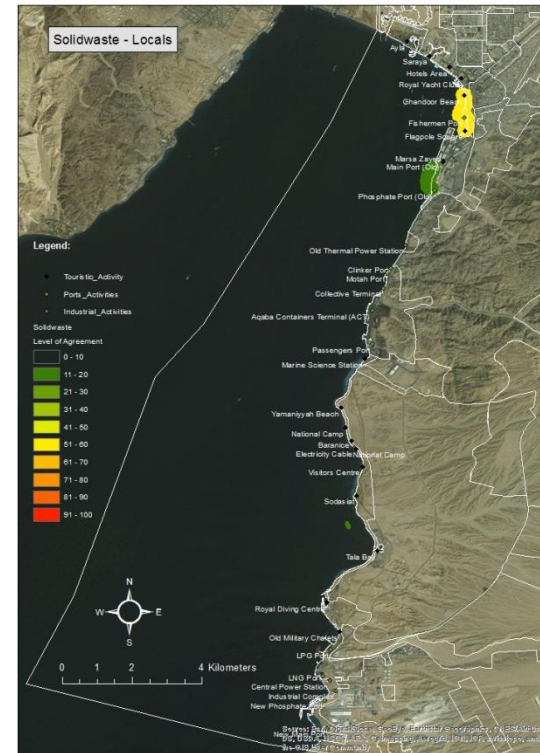 Solidwaste - Locals
Ayla
Saraya
Hotels Area
Royal Yacht Club
Ghandoor Beach
Fishermen Port
Flagpole Square
Marsa Zayed
Main Port (Old)
Phosphate Port (Old)
Old Thermal Power Station
Clinker Port
Motah Port
Collective Terminal
Aqaba Containers Terminal (ACT)
Passengers Port
Marine Science Station
Yamaniyyah Beach
National Camp
Baranice
Electricity Cable
National Camp
Visitors Centre
Sodasiat
Tala Bay
Royal Diving Centre
Old Military Chalets
LPG Port
LNG Port
Central Power Station
Industrial Complex
New Phosphate Port
Legend:
Touristic_Activity
Ports_Activities
Industrial_Activities
Solidwaste
Level of Agreement
0 - 10
11 - 20
21 - 30
31 - 40
41 - 50
51 - 60
61 - 70
71 - 80
81 - 90
91 - 100
N
W
E
S
0 2 4 Kilometers